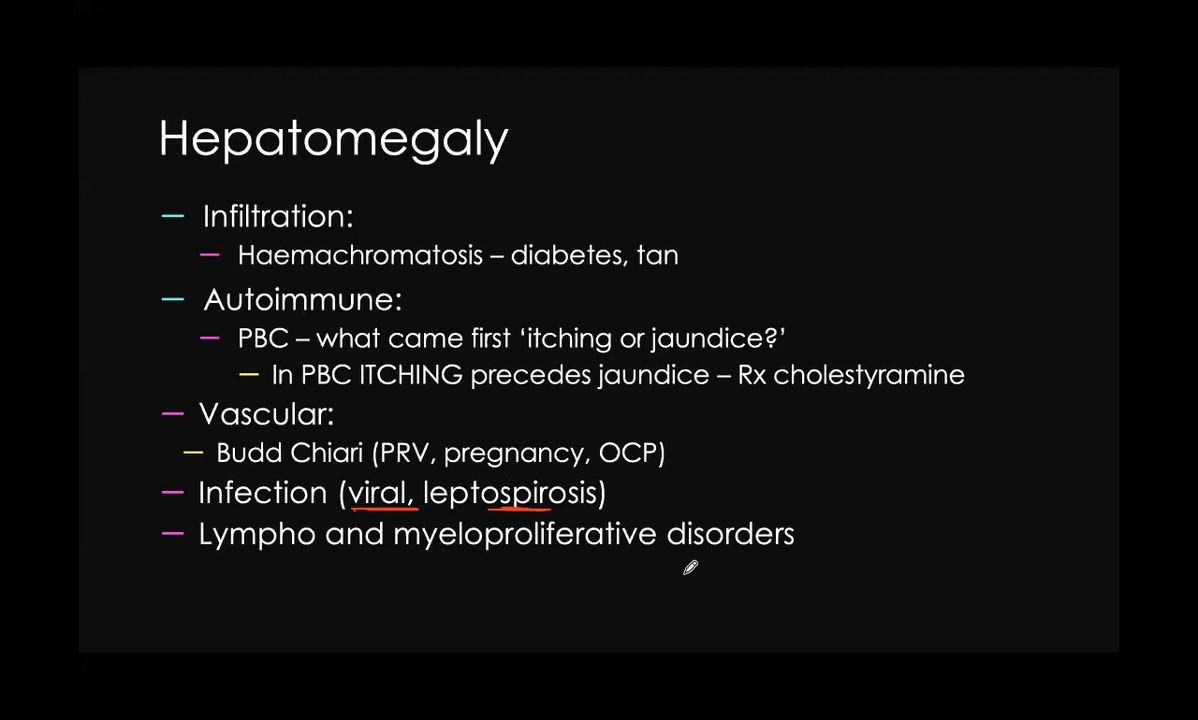 Hepatomegaly
— Infiltration:
— Haemachromatosis – diabetes, tan
— Autoimmune:
— PBC – what came first ‘itching or jaundice?’
— In PBC ITCHING precedes jaundice – Rx cholestyramine
— Vascular:
— Budd Chiari (PRV, pregnancy, OCP)
— Infection (viral, leptospirosis)
— Lympho and myeloproliferative disorders